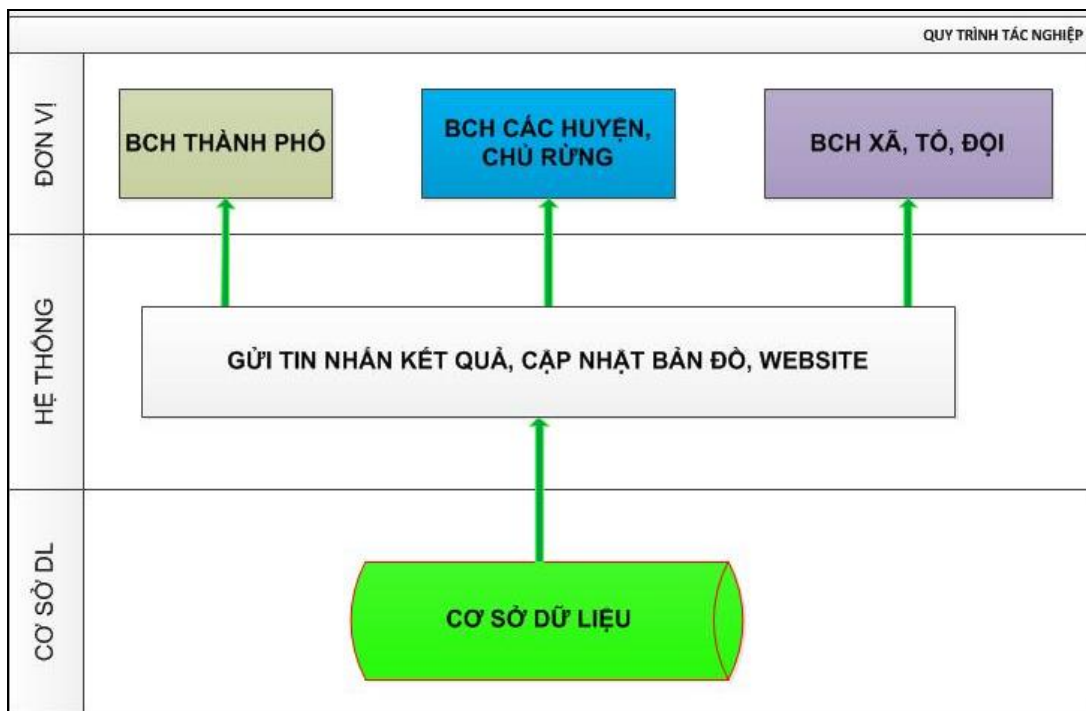 QUY TRÌNH TÁC NGHIỆP
ĐƠN VỊ
BCH THÀNH PHỐ
BCH CÁC HUYỆN,
CHỦ RỪNG
BCH XÃ, TỔ, ĐỘI
HỆ THỐNG
GỬI TIN NHẮN KẾT QUẢ, CẬP NHẬT BẢN ĐỒ, WEBSITE
CƠ SỞ DL
CƠ SỞ DỮ LIỆU